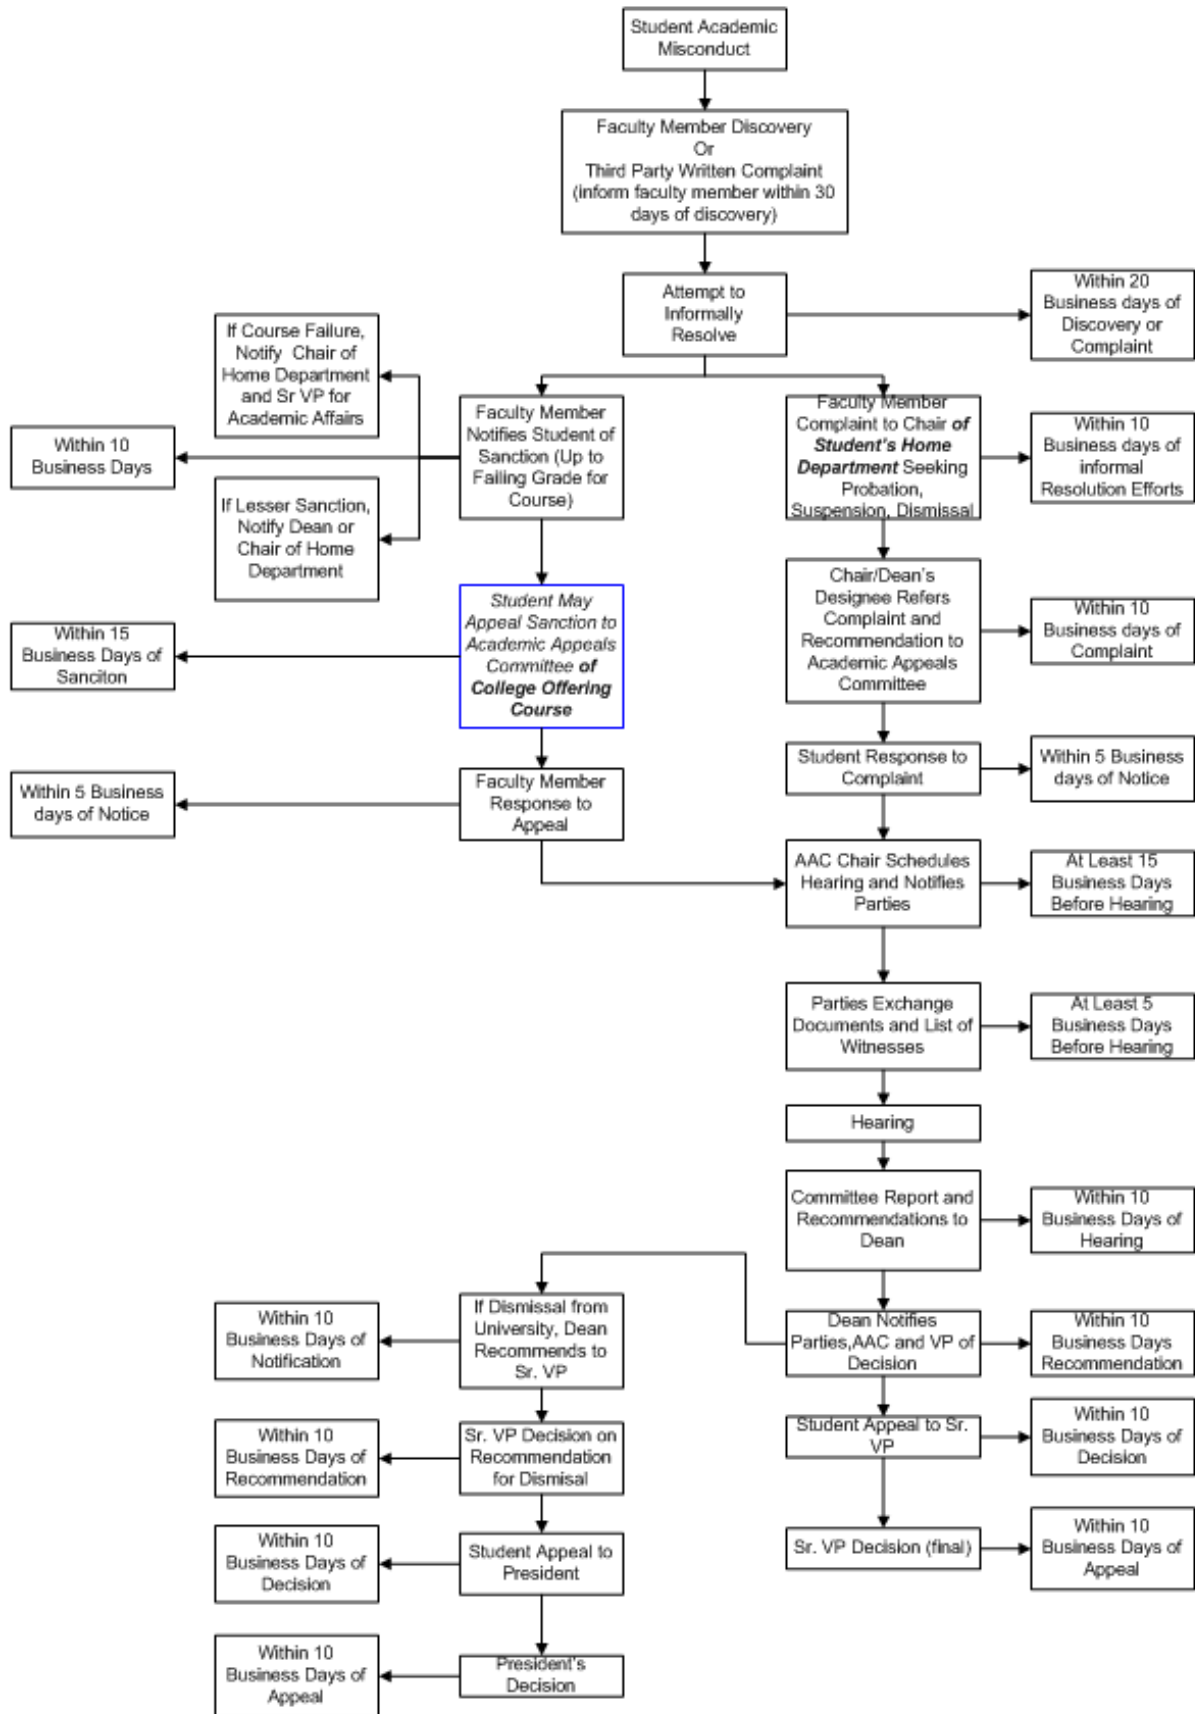 Student Academic
Misconduct
Faculty Member Discovery
Or
Third Party Written Complaint
(inform faculty member within 30
days of discovery)
Attempt to
Informally
Resolve
Within 20
Business days of
Discovery or
Complaint
If Course Failure,
Notify Chair of
Home Department
and Sr VP for
Academic Affairs
Within 10
Business Days
Faculty Member
Notifies Student of
Sanction (Up to
Failing Grade for
Course)
If Lesser Sanction,
Notify Dean or
Chair of Home
Department
Faculty Member
Complaint to Chair of
Student's Home
Department Seeking
Probation,
Suspension, Dismissal
Within 10
Business days of
informal
Resolution Efforts
Student May
Appeal Sanction to
Academic Appeals
Committee of
College Offering
Course
Within 15
Business Days of
Sanciton
Chair/Dean's
Designee Refers
Complaint and
Recommendation to
Academic Appeals
Committee
Within 10
Business days of
Complaint
Faculty Member
Response to
Appeal
Within 5 Business
days of Notice
Student Response to
Complaint
Within 5 Business
days of Notice
AAC Chair Schedules
Hearing and Notifies
Parties
At Least 15
Business Days
Before Hearing
Parties Exchange
Documents and List of
Witnesses
At Least 5
Business Days
Before Hearing
Hearing
Committee Report and
Recommendations to
Dean
Within 10
Business Days of
Hearing
Dean Notifies
Parties,AAC and VP of
Decision
Within 10
Business Days
Recommendation
If Dismissal from
University, Dean
Recommends to
Sr. VP
Within 10
Business Days of
Notification
Student Appeal to Sr.
VP
Within 10
Business Days of
Decision
Sr. VP Decision on
Recommendation
for Dismisal
Within 10
Business Days of
Recommendation
Sr. VP Decision (final)
Within 10
Business Days of
Appeal
Student Appeal to
President
Within 10
Business Days of
Decision
President's
Decision
Within 10
Business Days of
Appeal